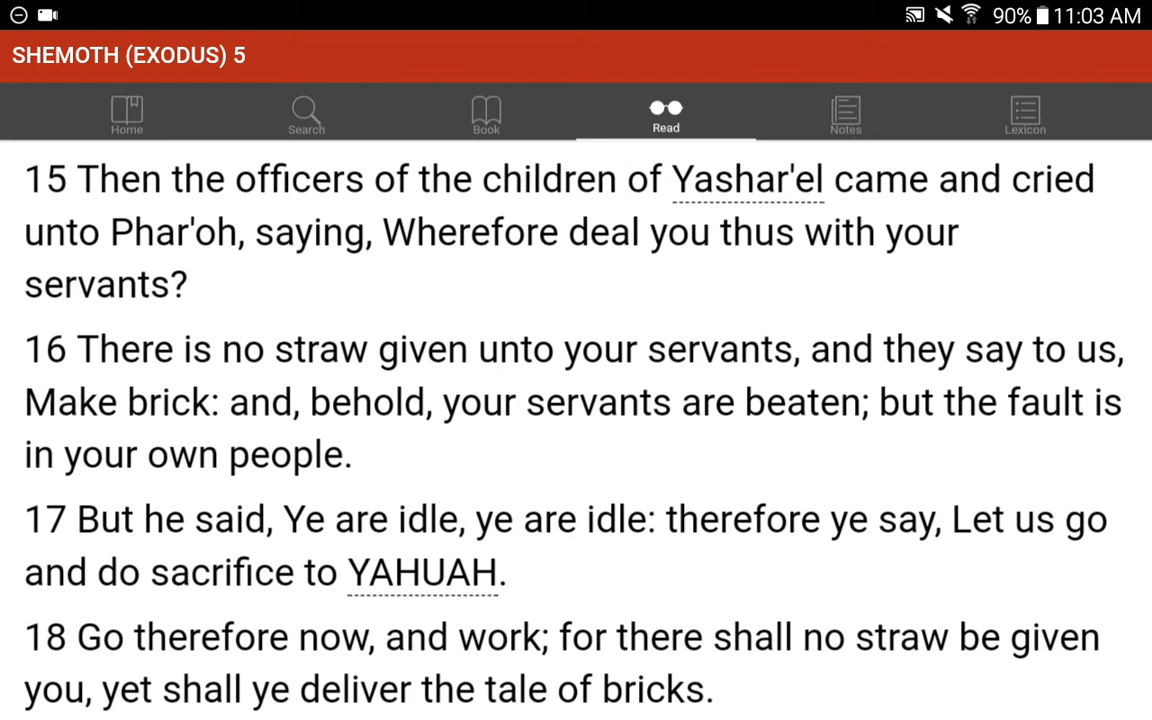 90% 11:03 AM
SHEMOTH (EXODUS) 5
Home Search Book Read Notes Lexicon
15 Then the officers of the children of Yashar'el came and cried
unto Phar'oh, saying, Wherefore deal you thus with your
servants?
16 There is no straw given unto your servants, and they say to us,
Make brick: and, behold, your servants are beaten; but the fault is
in your own people.
17 But he said, Ye are idle, ye are idle: therefore ye say, Let us go
and do sacrifice to YAHUAH.
18 Go therefore now, and work; for there shall no straw be given
you, yet shall ye deliver the tale of bricks.